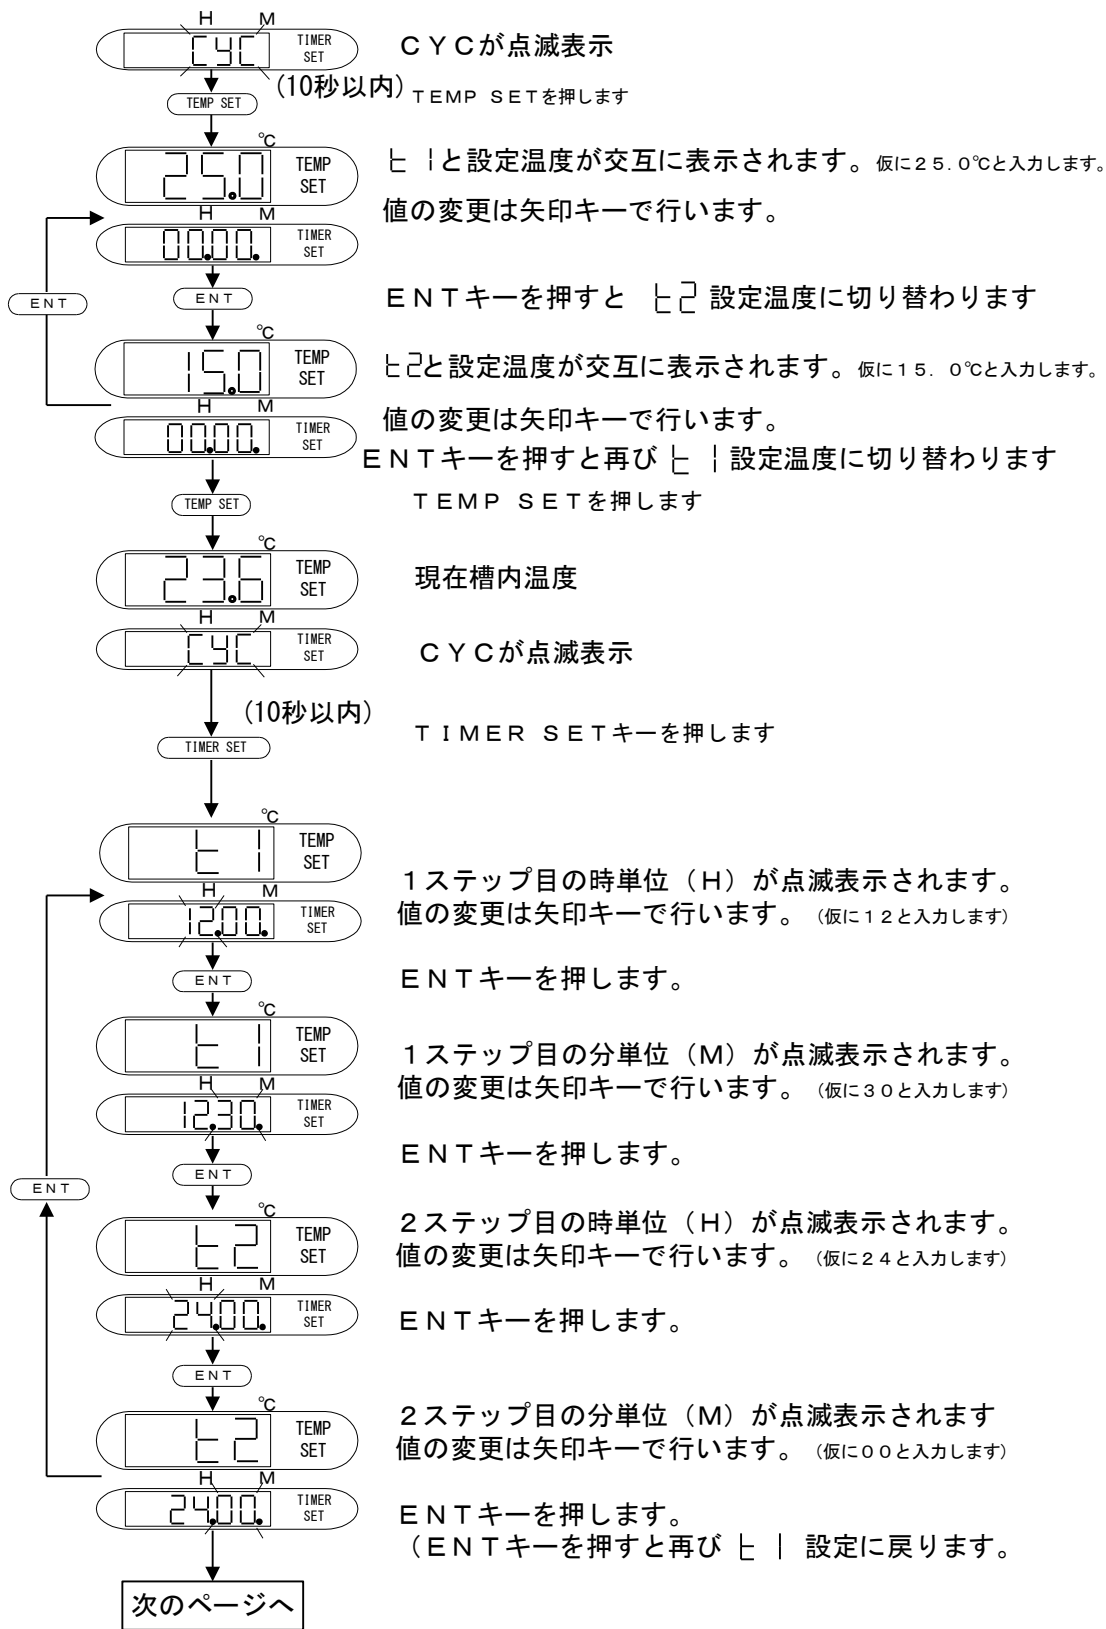 H M
CYC TIMER SET
ＣＹＣが点滅表示
(10秒以内)
TEMP SET
ＴＥＭＰ ＳＥＴを押します
℃
25.0 TEMP SET
t1と設定温度が交互に表示されます。仮に２５.０℃と入力します。
H M
値の変更は矢印キーで行います。
00.00. TIMER SET
ENT
ENT
ＥＮＴキーを押すと t2 設定温度に切り替わります
℃
15.0 TEMP SET
t2と設定温度が交互に表示されます。仮に１５.０℃と入力します。
H M
値の変更は矢印キーで行います。
00.00. TIMER SET
ＥＮＴキーを押すと再び t1 設定温度に切り替わります
TEMP SET
ＴＥＭＰ ＳＥＴを押します
℃
23.6 TEMP SET
現在槽内温度
H M
CYC TIMER SET
ＣＹＣが点滅表示
(10秒以内)
ＴＩＭＥＲ ＳＥＴキーを押します
TIMER SET
℃
t1 TEMP SET
H M
１ステップ目の時単位（Ｈ）が点滅表示されます。
12.00. TIMER SET
値の変更は矢印キーで行います。（仮に１２と入力します）
ENT
ＥＮＴキーを押します。
℃
t1 TEMP SET
１ステップ目の分単位（Ｍ）が点滅表示されます。
H M
値の変更は矢印キーで行います。（仮に３０と入力します）
12.30. TIMER SET
ＥＮＴキーを押します。
ENT
ENT
℃
２ステップ目の時単位（Ｈ）が点滅表示されます。
t2 TEMP SET
値の変更は矢印キーで行います。（仮に２４と入力します）
H M
24.00. TIMER SET
ＥＮＴキーを押します。
ENT
℃
２ステップ目の分単位（Ｍ）が点滅表示されます
t2 TEMP SET
値の変更は矢印キーで行います。（仮に００と入力します）
H M
24.00. TIMER SET
ＥＮＴキーを押します。
（ＥＮＴキーを押すと再び t1 設定に戻ります。
次のページへ